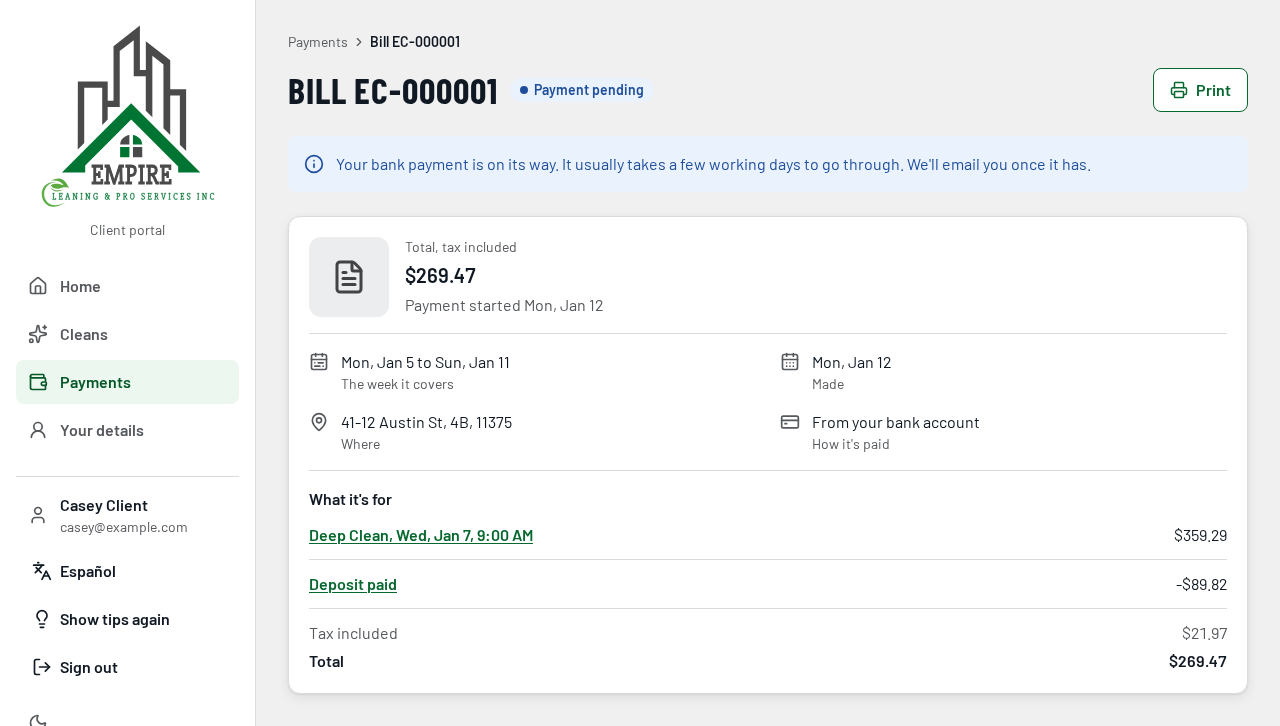 EMPIRE
LEANING & PRO SERVICES INC
Client portal
Home
Cleans
Payments
Your details
Casey Client
casey@example.com
Español
Show tips again
Sign out
Payments > Bill EC-000001
BILL EC-000001
Payment pending
Print
Your bank payment is on its way. It usually takes a few working days to go through. We'll email you once it has.
Total, tax included
$269.47
Payment started Mon, Jan 12
Mon, Jan 5 to Sun, Jan 11
The week it covers
Mon, Jan 12
Made
41-12 Austin St, 4B, 11375
Where
From your bank account
How it's paid
What it's for
Deep Clean, Wed, Jan 7, 9:00 AM $359.29
Deposit paid -$89.82
Tax included $21.97
Total $269.47